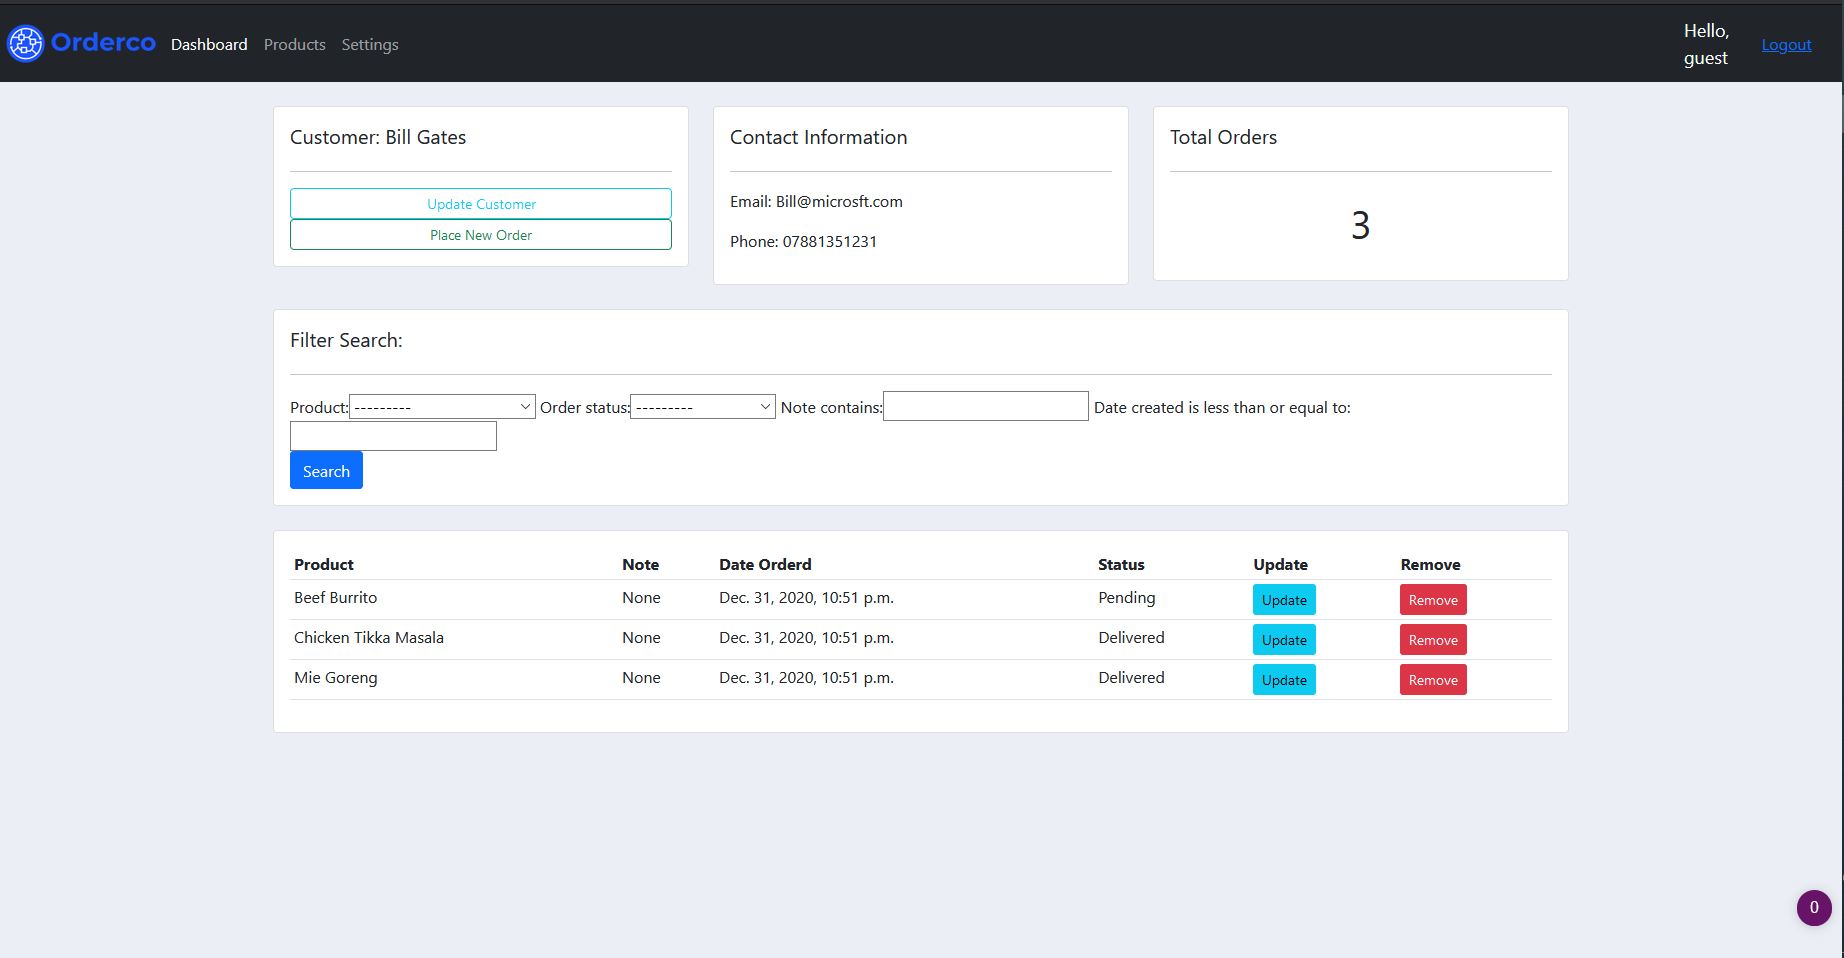 Orderco Dashboard Products Settings Hello, guest Logout
Customer: Bill Gates
Update Customer
Place New Order
Contact Information
Email: Bill@microsft.com
Phone: 07881351231
Total Orders
3
Filter Search:
Product: --------- Order status: --------- Note contains: Date created is less than or equal to:
Search
Product Note Date Orderd Status Update Remove
Beef Burrito None Dec. 31, 2020, 10:51 p.m. Pending Update Remove
Chicken Tikka Masala None Dec. 31, 2020, 10:51 p.m. Delivered Update Remove
Mie Goreng None Dec. 31, 2020, 10:51 p.m. Delivered Update Remove
0